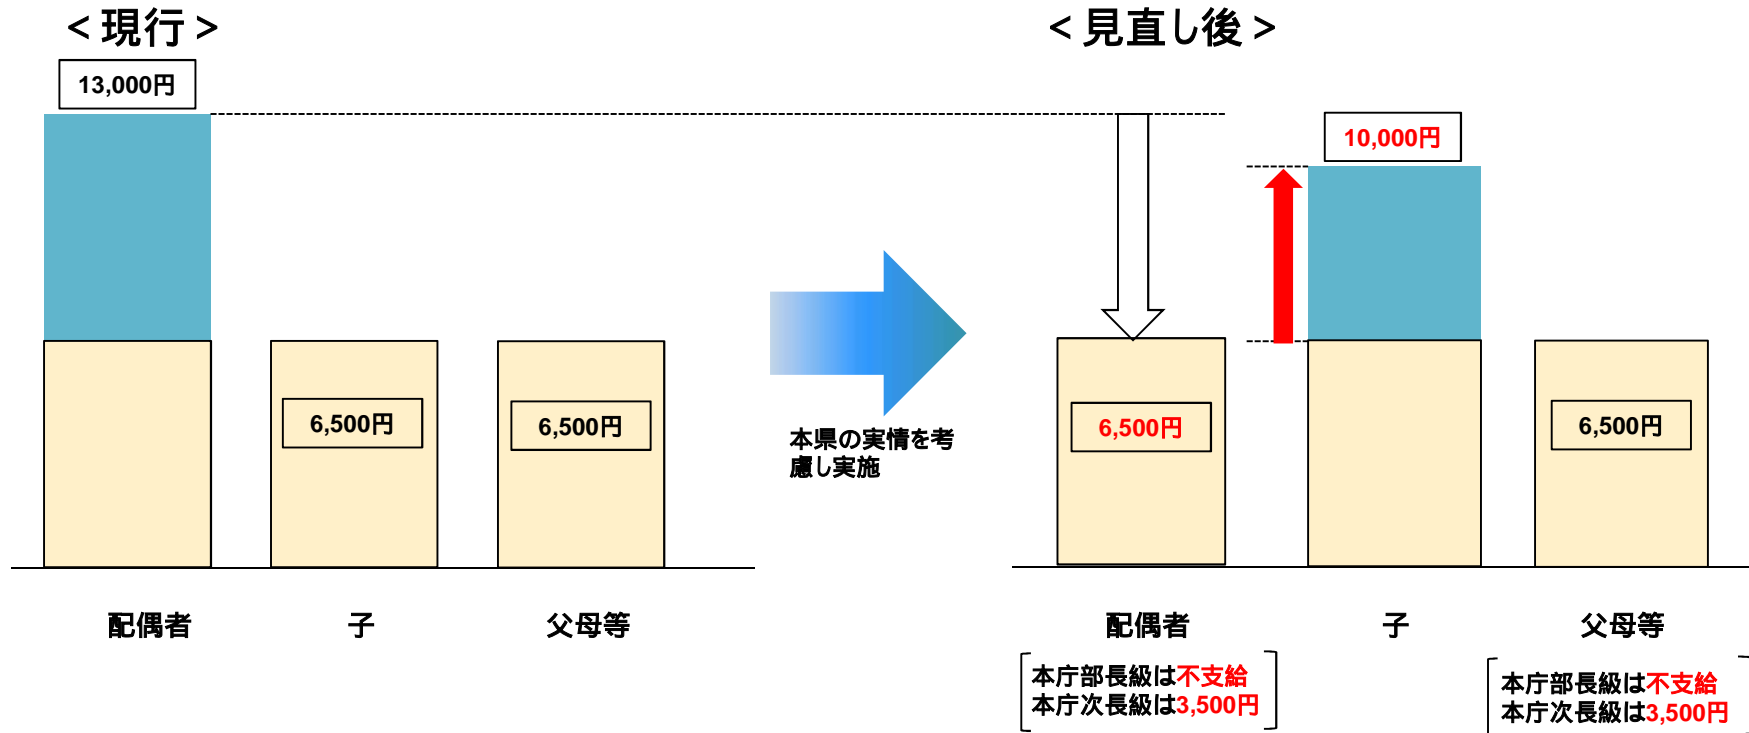 ＜現行＞
13,000円
6,500円
6,500円
配偶者
子
父母等
本県の実情を考
慮し実施
＜見直し後＞
10,000円
6,500円
6,500円
配偶者
子
父母等
本庁部長級は不支給
本庁次長級は3,500円
本庁部長級は不支給
本庁次長級は3,500円